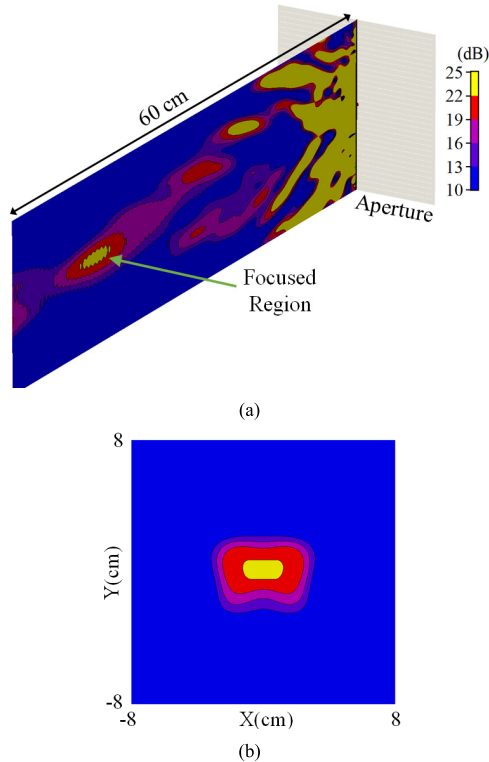 (dB)
25
22
19
16
13
10
60 cm
Aperture
Focused
Region
(a)
8
Y(cm)
-8
-8
X(cm)
8
(b)